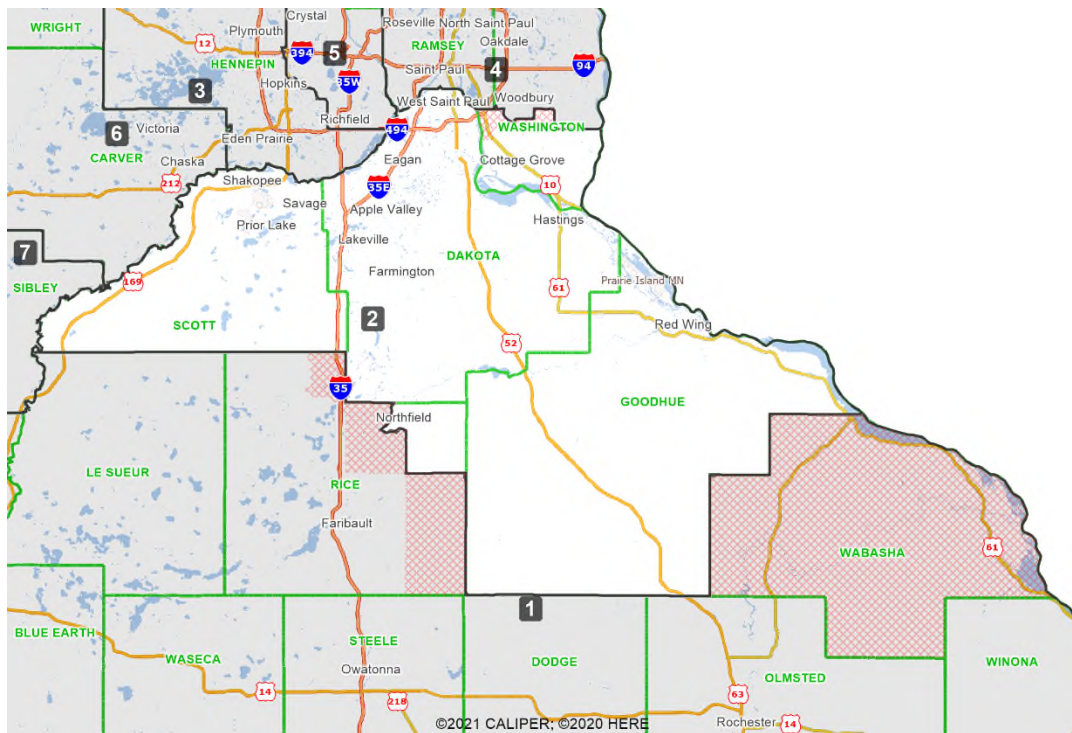 Crystal
Roseville North Saint Paul
WRIGHT
Plymouth
RAMSEY
Oakdale
12
394
5
HENNEPIN
4
94
35W
Saint Paul
Hopkins
3
West Saint Paul
Woodbury
Richfield
494
WASHINGTON
6
Victoria
Eden Prairie
CARVER
Chaska
Eagan
Cottage Grove
212
Shakopee
35E
10
Savage
Apple Valley
Hastings
Prior Lake
Lakeville
7
DAKOTA
Farmington
169
Prairie Island MN
SIBLEY
61
2
Red Wing
SCOTT
52
35
GOODHUE
Northfield
LE SUEUR
RICE
Faribault
61
WABASHA
1
BLUE EARTH
STEELE
WASECA
DODGE
WINONA
Owatonna
OLMSTED
14
63
218
©2021 CALIPER; ©2020 HERE
Rochester
14